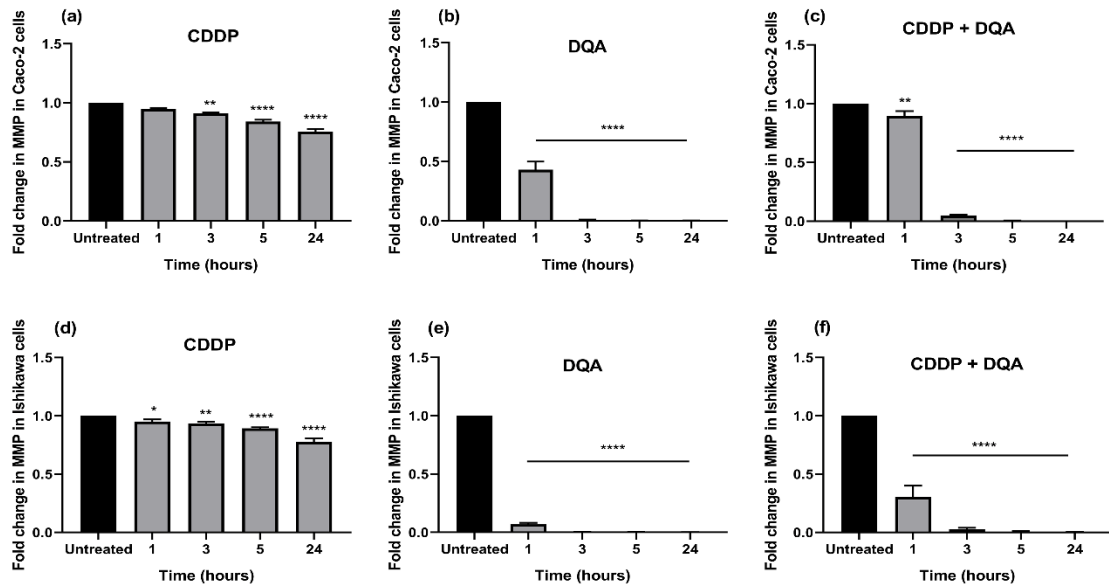 (a)
CDDP
Fold change in MMP in Caco-2 cells
1.5
1.0
0.5
0.0
**
****
****
Untreated 1 3 5 24
Time (hours)
(b)
DQA
Fold change in MMP in Caco-2 cells
1.5
1.0
0.5
0.0
****
Untreated 1 3 5 24
Time (hours)
(c)
CDDP + DQA
Fold change in MMP in Caco-2 cells
1.5
1.0
0.5
0.0
**
****
Untreated 1 3 5 24
Time (hours)
(d)
CDDP
Fold change in MMP in Ishikawa cells
1.5
1.0
0.5
0.0
*
**
****
****
Untreated 1 3 5 24
Time (hours)
(e)
DQA
Fold change in MMP in Ishikawa cells
1.5
1.0
0.5
0.0
****
Untreated 1 3 5 24
Time (hours)
(f)
CDDP + DQA
Fold change in MMP in Ishikawa cells
1.5
1.0
0.5
0.0
****
Untreated 1 3 5 24
Time (hours)